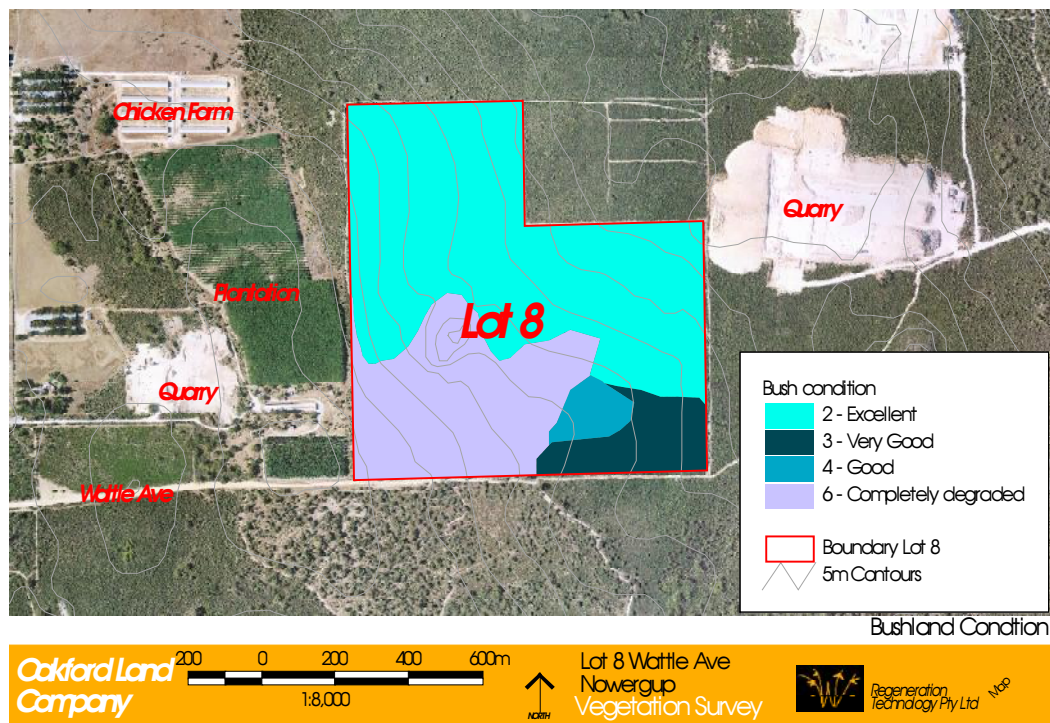 Chicken Farm
Quarry
Plantation
Lot 8
Quarry
Wattle Ave
Bush condition
2 - Excellent
3 - Very Good
4 - Good
6 - Completely degraded
Boundary Lot 8
5m Contours
Bushland Condtion
Oakford Land
Company
200 0 200 400 600m
1:8,000
NORTH
Lot 8 Wattle Ave
Nowergup
Vegetation Survey
Regeneration
Technology Pty Ltd
Map